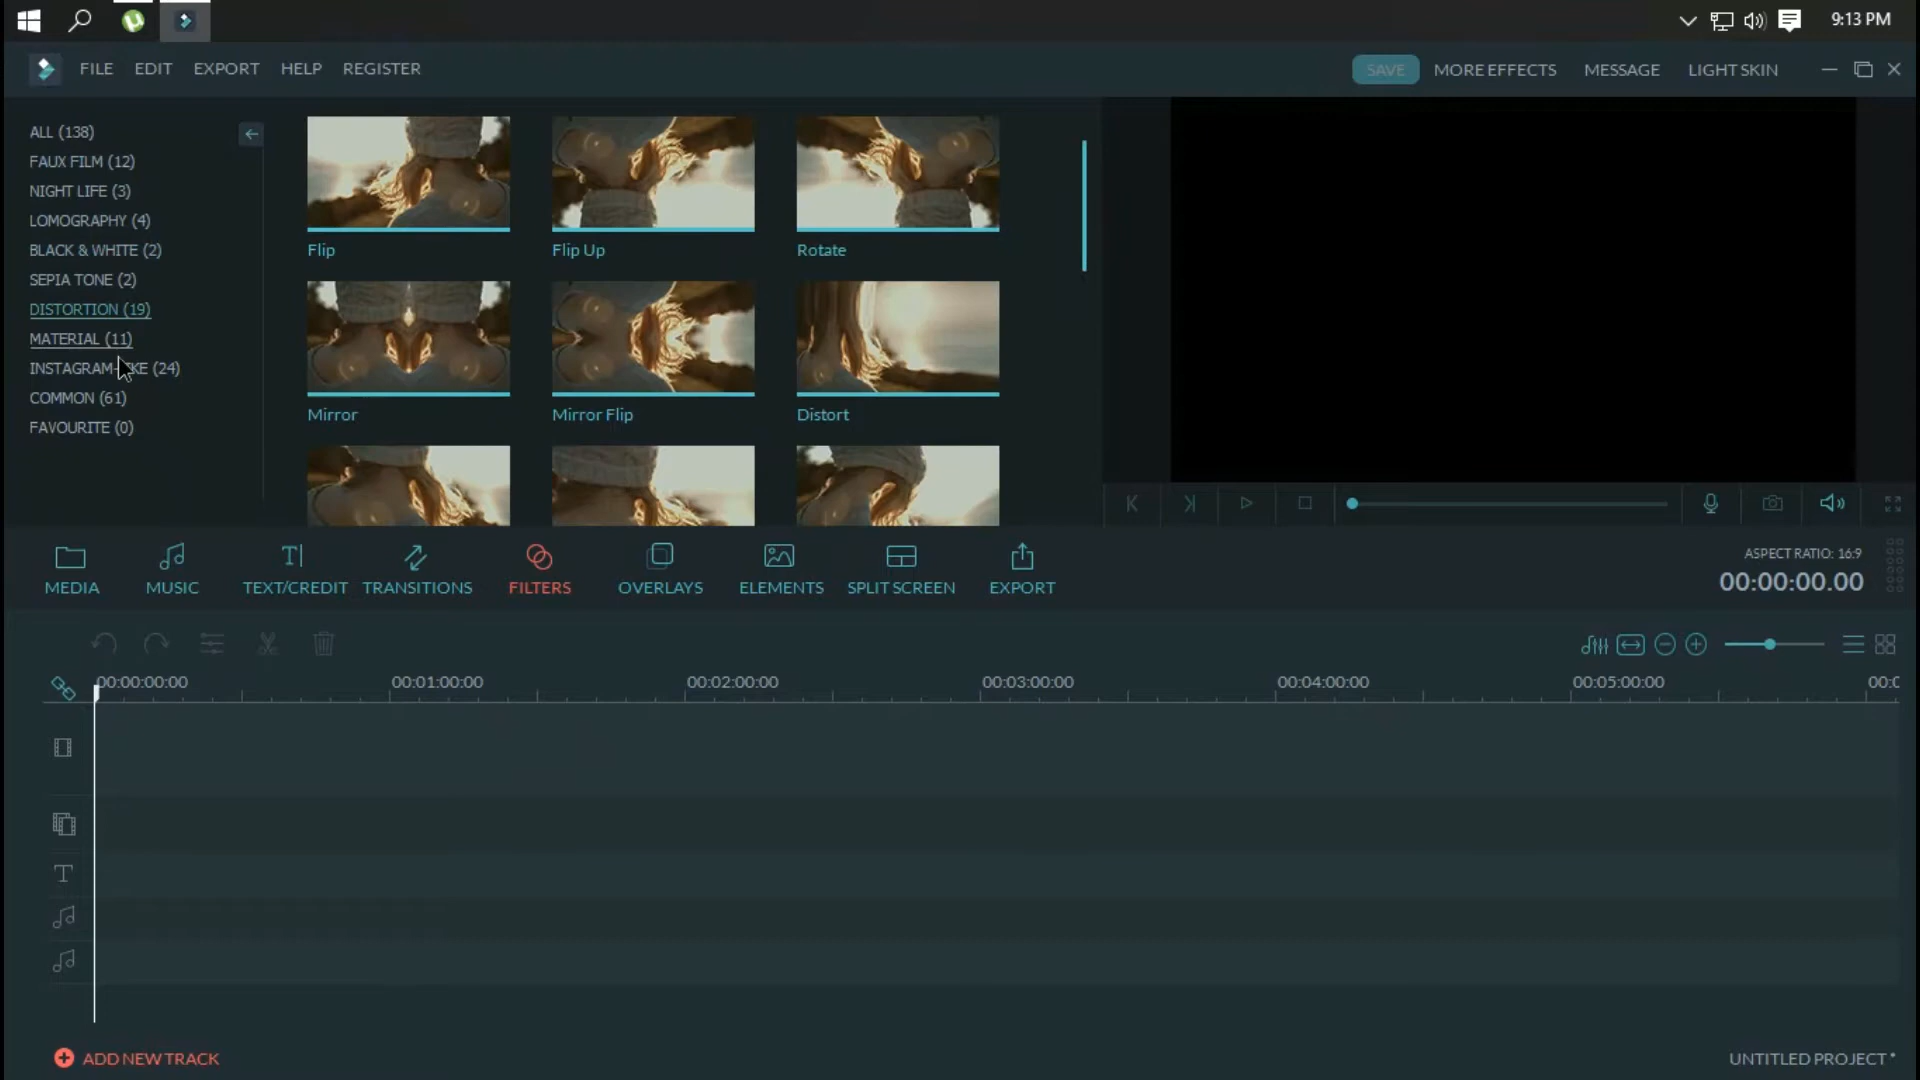 9:13 PM
FILE EDIT EXPORT HELP REGISTER
SAVE MORE EFFECTS MESSAGE LIGHT SKIN
ALL (138)
FAUX FILM (12)
NIGHT LIFE (3)
LOMOGRAPHY (4)
BLACK & WHITE (2)
SEPIA TONE (2)
DISTORTION (19)
MATERIAL (11)
(24)
COMMON (61)
FAVOURITE (0)
Flip Flip Up Rotate
Mirror Mirror Flip Distort
MEDIA MUSIC TEXT/CREDIT TRANSITIONS FILTERS OVERLAYS ELEMENTS SPLIT SCREEN EXPORT
ASPECT RATIO: 16:9
00:00:00.00
00:00:00:00 00:01:00:00 00:02:00:00 00:03:00:00 00:04:00:00 00:05:00:00
ADD NEW TRACK
UNTITLED PROJECT *